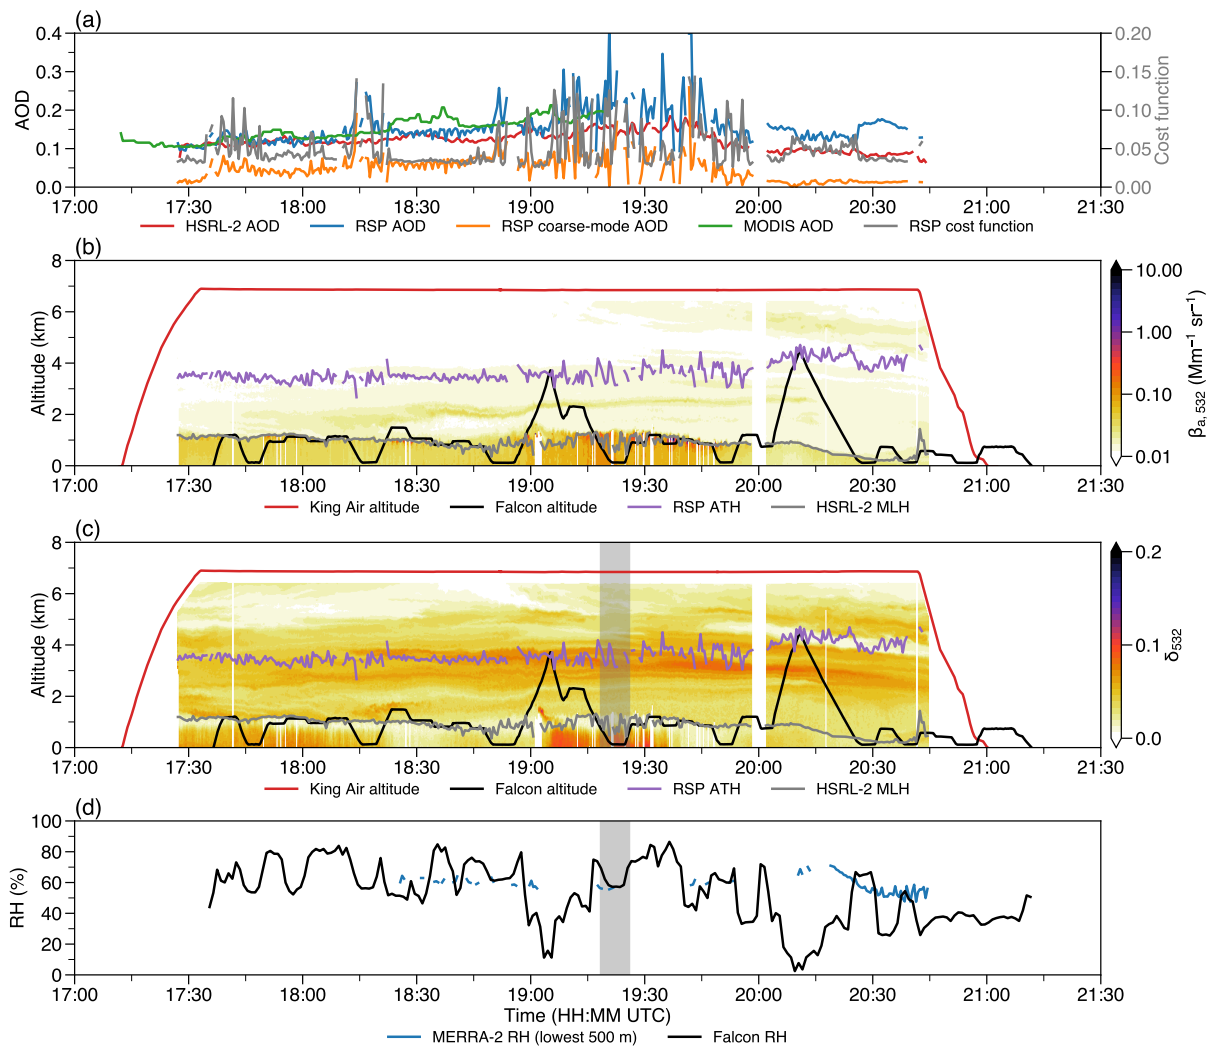 (a)
0.4
0.3
0.2
0.1
0.0
AOD
0.20
0.15
0.10
0.05
0.00
Cost function
17:00 17:30 18:00 18:30 19:00 19:30 20:00 20:30 21:00 21:30
HSRL-2 AOD RSP AOD RSP coarse-mode AOD MODIS AOD RSP cost function
(b)
8
6
4
2
0
Altitude (km)
10.00
1.00
0.10
0.01
βa, 532 (Mm−1 sr−1)
17:00 17:30 18:00 18:30 19:00 19:30 20:00 20:30 21:00 21:30
King Air altitude Falcon altitude RSP ATH HSRL-2 MLH
(c)
8
6
4
2
0
Altitude (km)
0.2
0.1
0.0
δ532
17:00 17:30 18:00 18:30 19:00 19:30 20:00 20:30 21:00 21:30
King Air altitude Falcon altitude RSP ATH HSRL-2 MLH
(d)
100
80
60
40
20
0
RH (%)
17:00 17:30 18:00 18:30 19:00 19:30 20:00 20:30 21:00 21:30
Time (HH:MM UTC)
MERRA-2 RH (lowest 500 m) Falcon RH